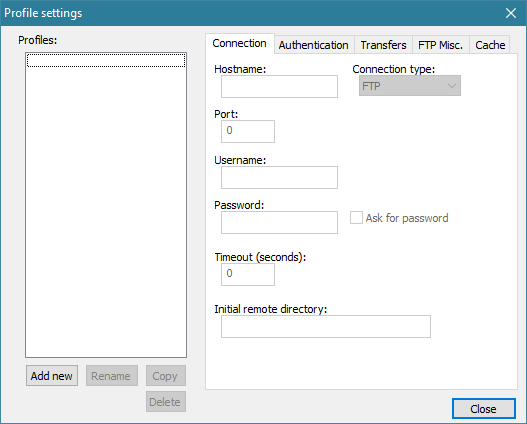 Profile settings
Profiles:
Connection Authentication Transfers FTP Misc. Cache
Hostname: Connection type:
FTP
Port:
0
Username:
Password:
Ask for password
Timeout (seconds):
0
Initial remote directory:
Add new Rename Copy
Delete
Close